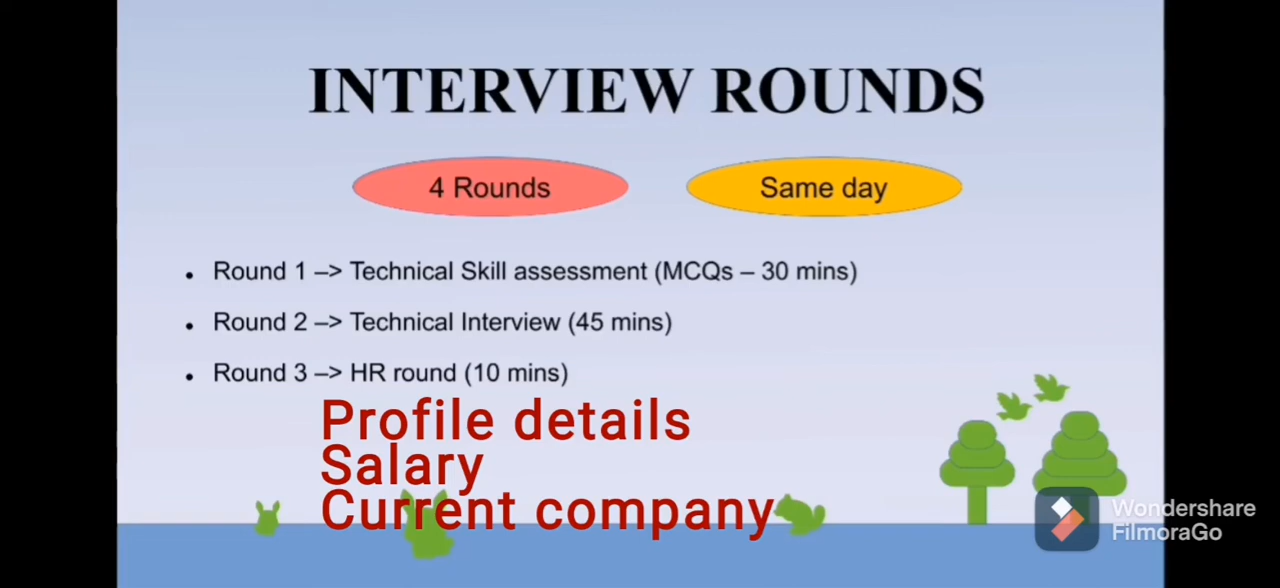 INTERVIEW ROUNDS
4 Rounds
Same day
• Round 1 –> Technical Skill assessment (MCQs – 30 mins)
• Round 2 –> Technical Interview (45 mins)
• Round 3 –> HR round (10 mins)
Profile details
Salary
Current company
Wondershare
FilmoraGo